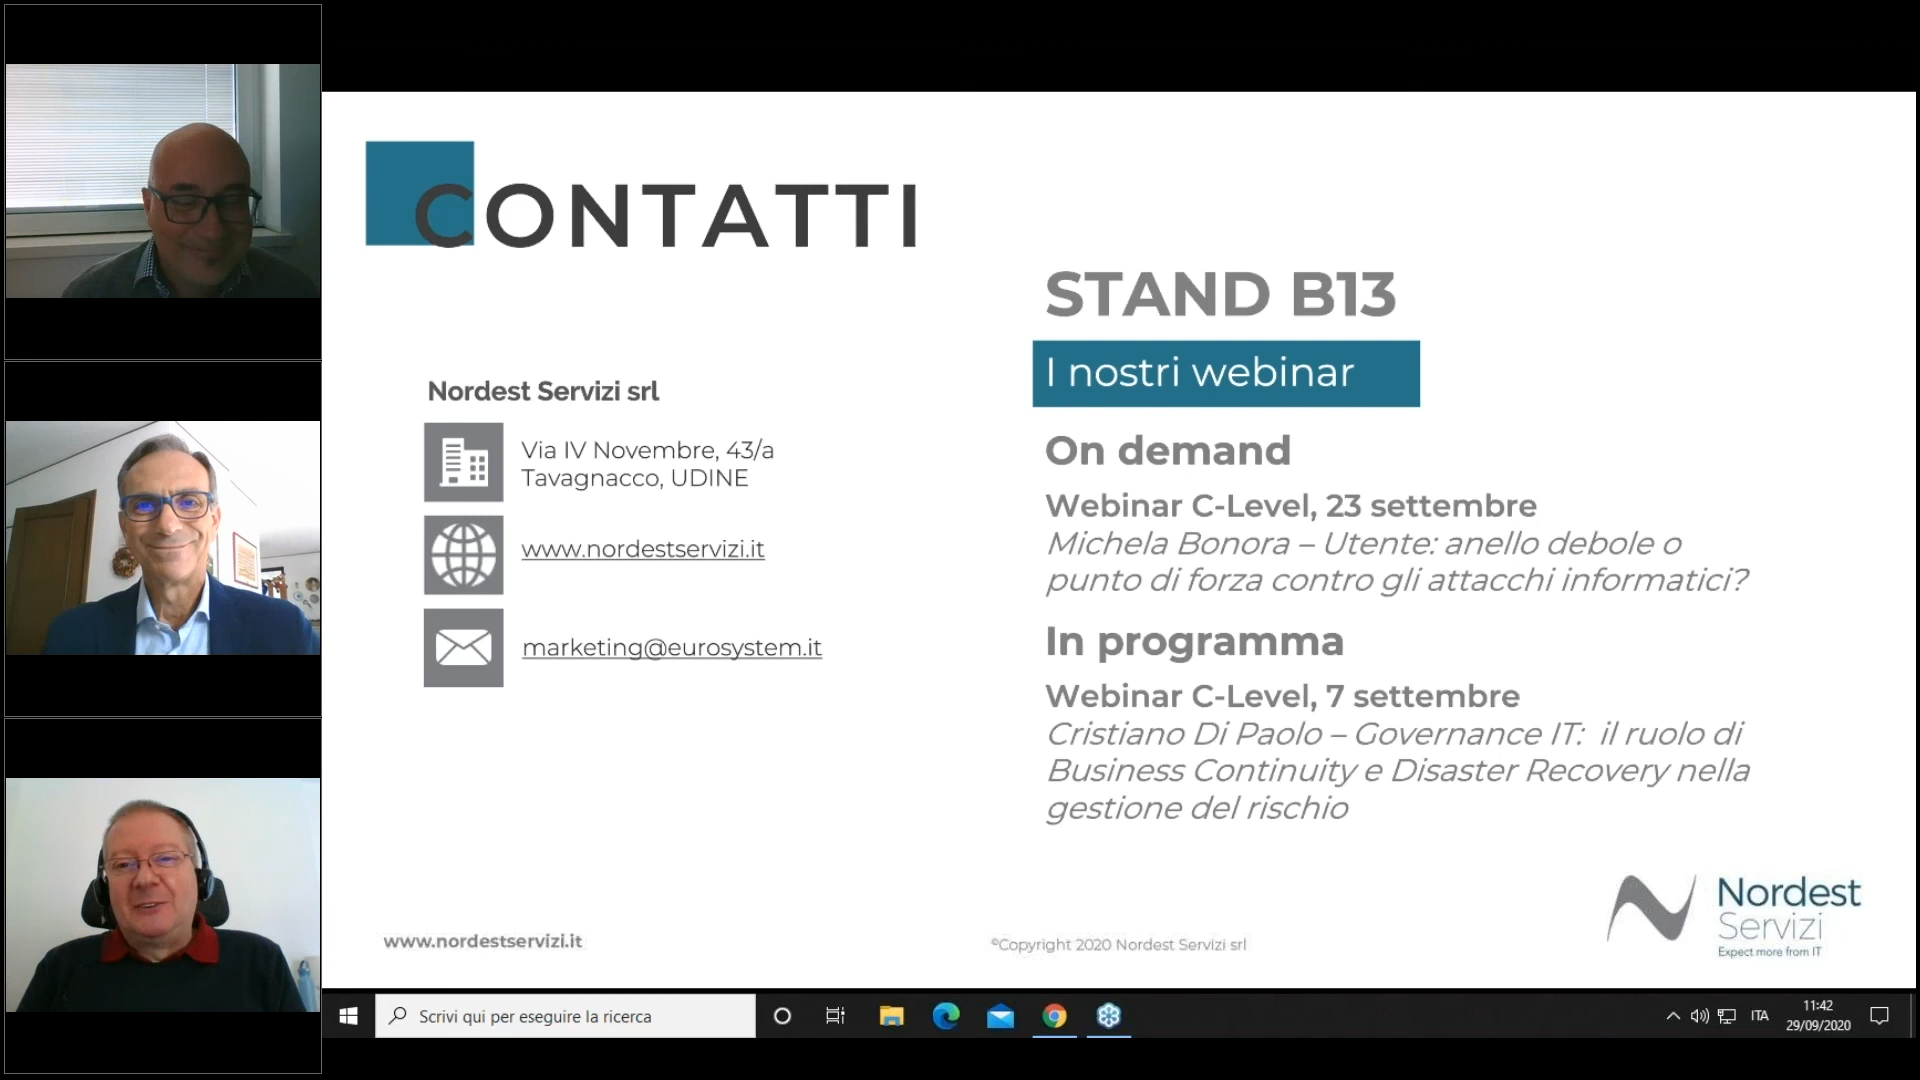 CONTATTI
Nordest Servizi srl
Via IV Novembre, 43/a
Tavagnacco, UDINE
www.nordestservizi.it
marketing@eurosystem.it
STAND B13
I nostri webinar
On demand
Webinar C-Level, 23 settembre
Michela Bonora – Utente: anello debole o
punto di forza contro gli attacchi informatici?
In programma
Webinar C-Level, 7 settembre
Cristiano Di Paolo – Governance IT: il ruolo di
Business Continuity e Disaster Recovery nella
gestione del rischio
www.nordestservizi.it
©Copyright 2020 Nordest Servizi srl
Nordest
Servizi
Expect more from IT
Scrivi qui per eseguire la ricerca
ITA
11:42
29/09/2020